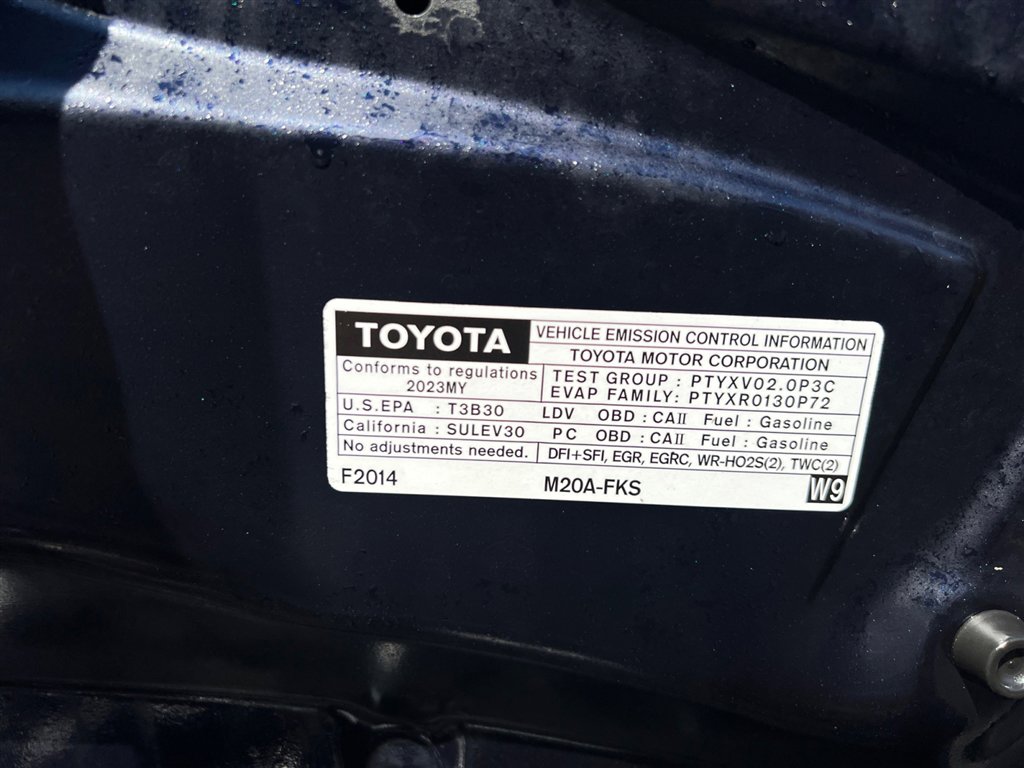 TOYOTA
VEHICLE EMISSION CONTROL INFORMATION
TOYOTA MOTOR CORPORATION
Conforms to regulations
2023MY
TEST GROUP : PTYXV02.0P3C
EVAP FAMILY: PTYXR0130P72
U.S.EPA : T3B30 LDV OBD : CAII Fuel : Gasoline
California : SULEV30 PC OBD : CAII Fuel : Gasoline
No adjustments needed. DFI+SFI, EGR, EGRC, WR-HO2S(2), TWC(2)
F2014 M20A-FKS W9